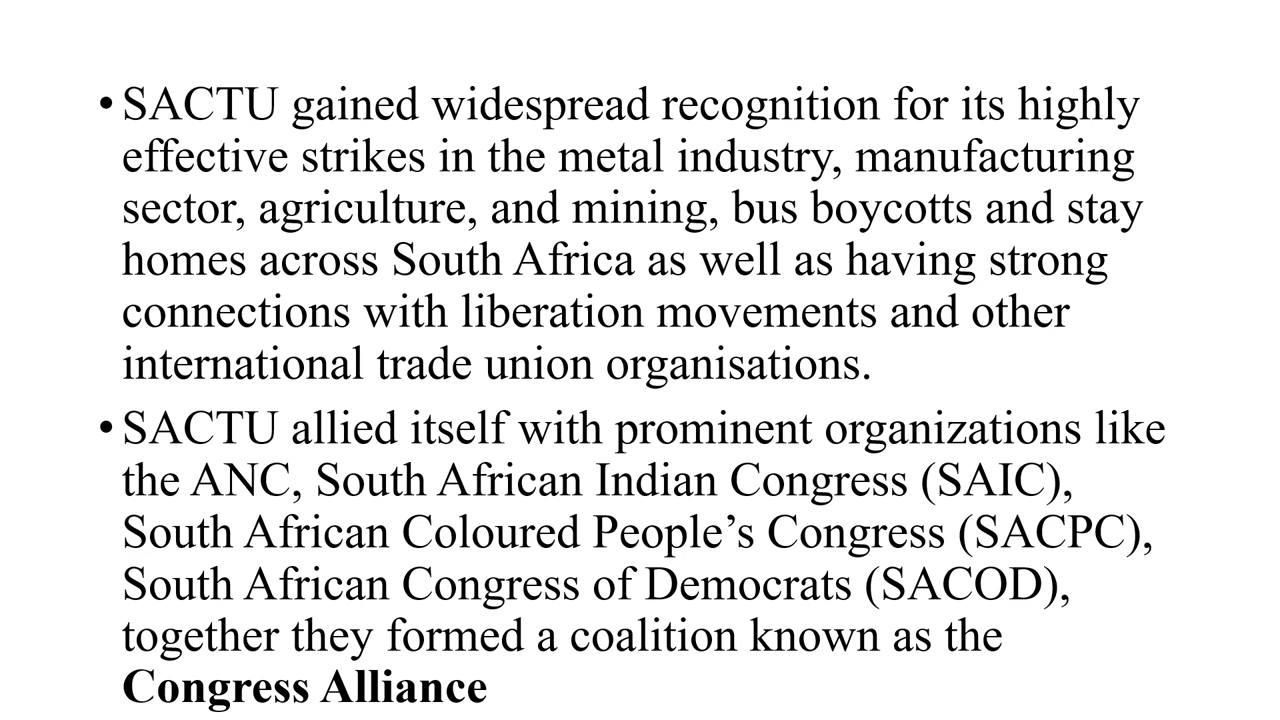 • SACTU gained widespread recognition for its highly
effective strikes in the metal industry, manufacturing
sector, agriculture, and mining, bus boycotts and stay
homes across South Africa as well as having strong
connections with liberation movements and other
international trade union organisations.
• SACTU allied itself with prominent organizations like
the ANC, South African Indian Congress (SAIC),
South African Coloured People’s Congress (SACPC),
South African Congress of Democrats (SACOD),
together they formed a coalition known as the
Congress Alliance